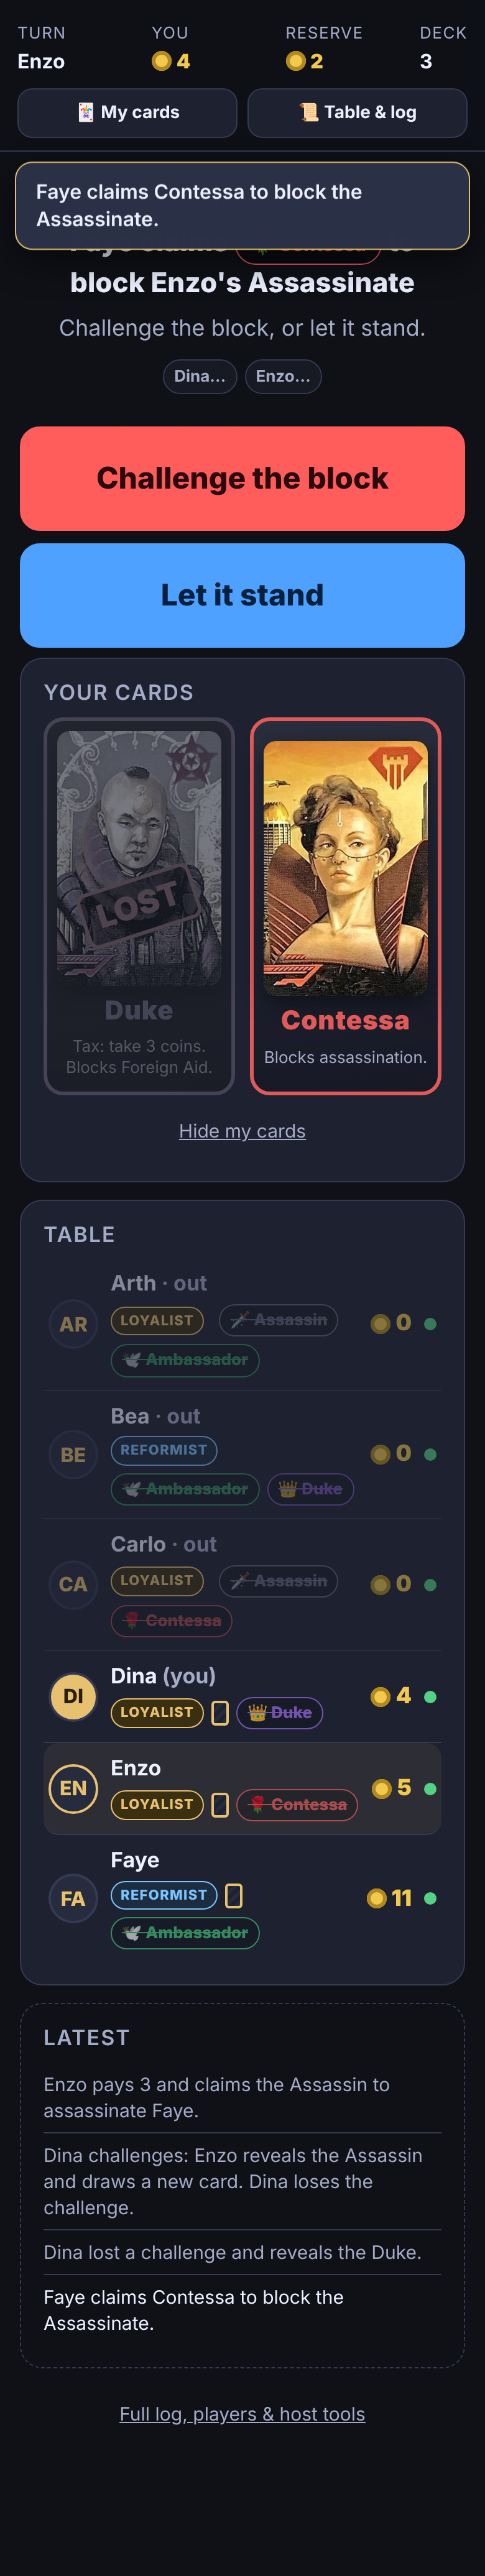 TURN YOU RESERVE DECK
Enzo 4 2 3
🃏 My cards 📜 Table & log
Faye claims Contessa to block the
Assassinate.
Faye claims Contessa to
block Enzo's Assassinate
Challenge the block, or let it stand.
Dina… Enzo…
Challenge the block
Let it stand
YOUR CARDS
LOST
Duke
Tax: take 3 coins.
Blocks Foreign Aid.
Contessa
Blocks assassination.
Hide my cards
TABLE
AR
Arth · out
LOYALIST 🗡️ Assassin
🕊️ Ambassador
0
BE
Bea · out
REFORMIST
🕊️ Ambassador 👑 Duke
0
CA
Carlo · out
LOYALIST 🗡️ Assassin
🌹 Contessa
0
DI
Dina (you)
LOYALIST 👑 Duke
4
EN
Enzo
LOYALIST 🌹 Contessa
5
FA
Faye
REFORMIST
🕊️ Ambassador
11
LATEST
Enzo pays 3 and claims the Assassin to
assassinate Faye.
Dina challenges: Enzo reveals the Assassin
and draws a new card. Dina loses the
challenge.
Dina lost a challenge and reveals the Duke.
Faye claims Contessa to block the
Assassinate.
Full log, players & host tools